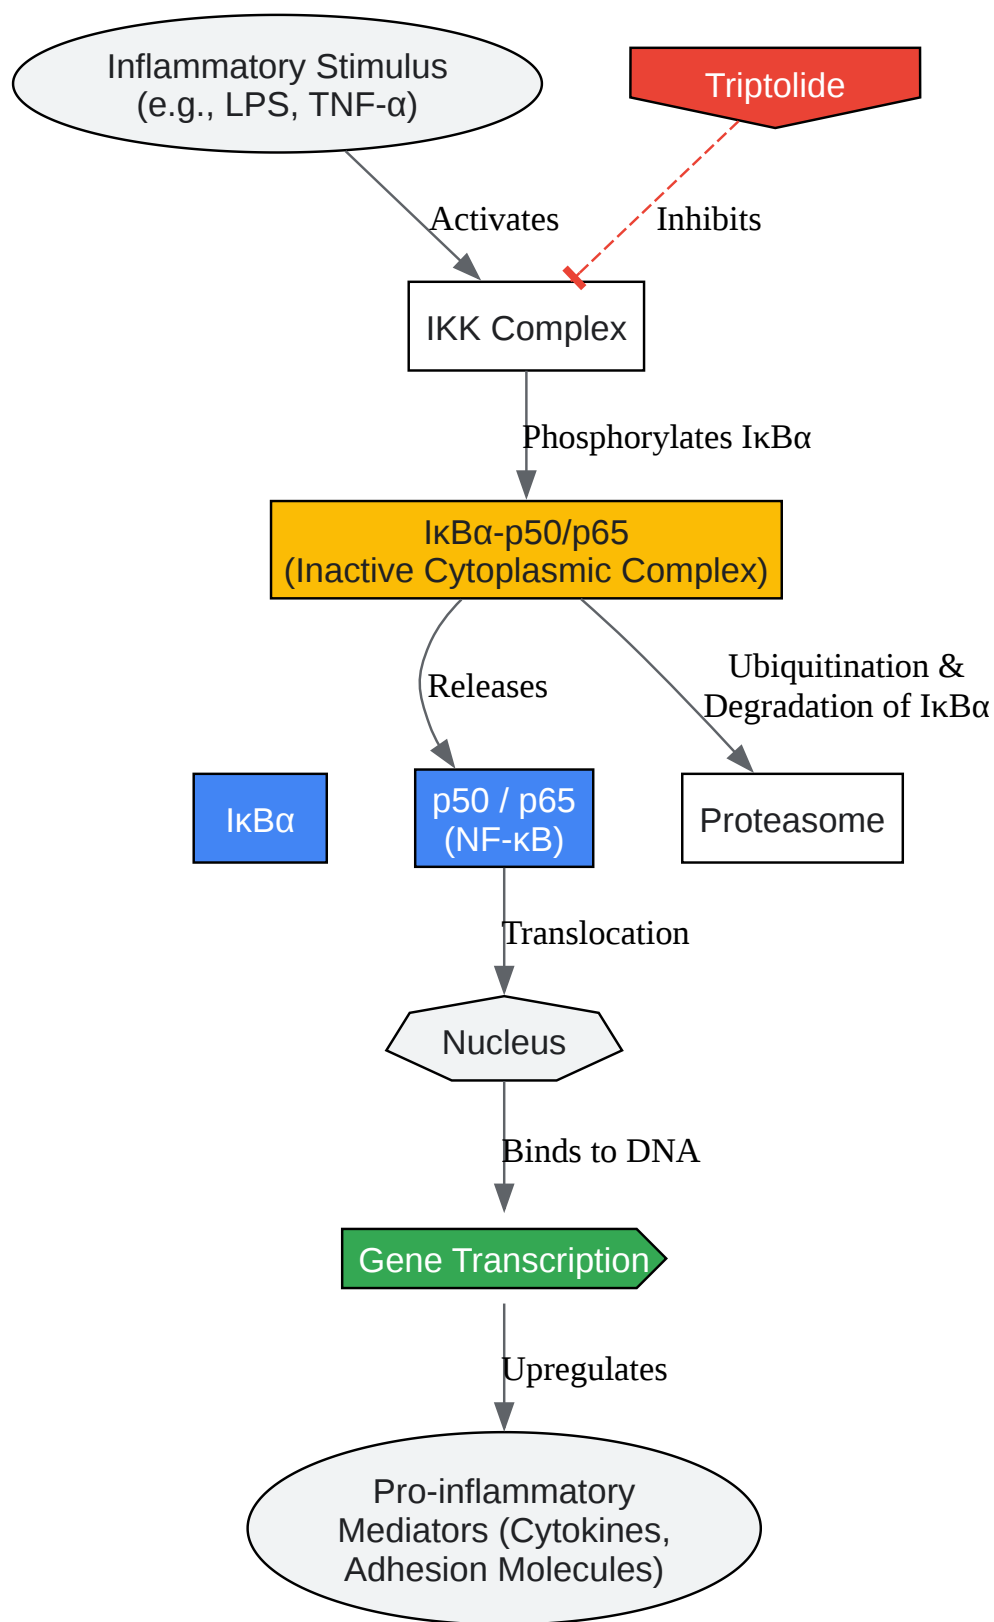 Inflammatory Stimulus
(e.g., LPS, TNF-α)
Triptolide
Activates
Inhibits
IKK Complex
Phosphorylates IκBα
IκBα-p50/p65
(Inactive Cytoplasmic Complex)
Releases
Ubiquitination &
Degradation of IκBα
IκBα
p50 / p65
(NF-κB)
Proteasome
Translocation
Nucleus
Binds to DNA
Gene Transcription
Upregulates
Pro-inflammatory
Mediators (Cytokines,
Adhesion Molecules)